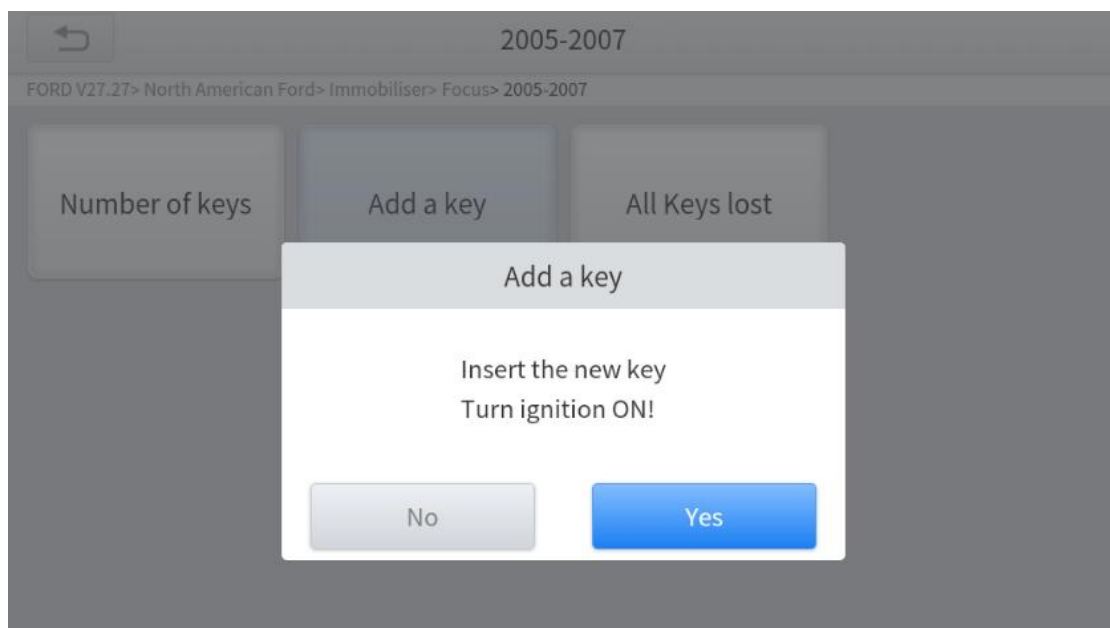 2005-2007
FORD V27.27> North American Ford> Immobiliser> Focus> 2005-2007
Number of keys
Add a key
All Keys lost
Add a key
Insert the new key
Turn ignition ON!
No
Yes